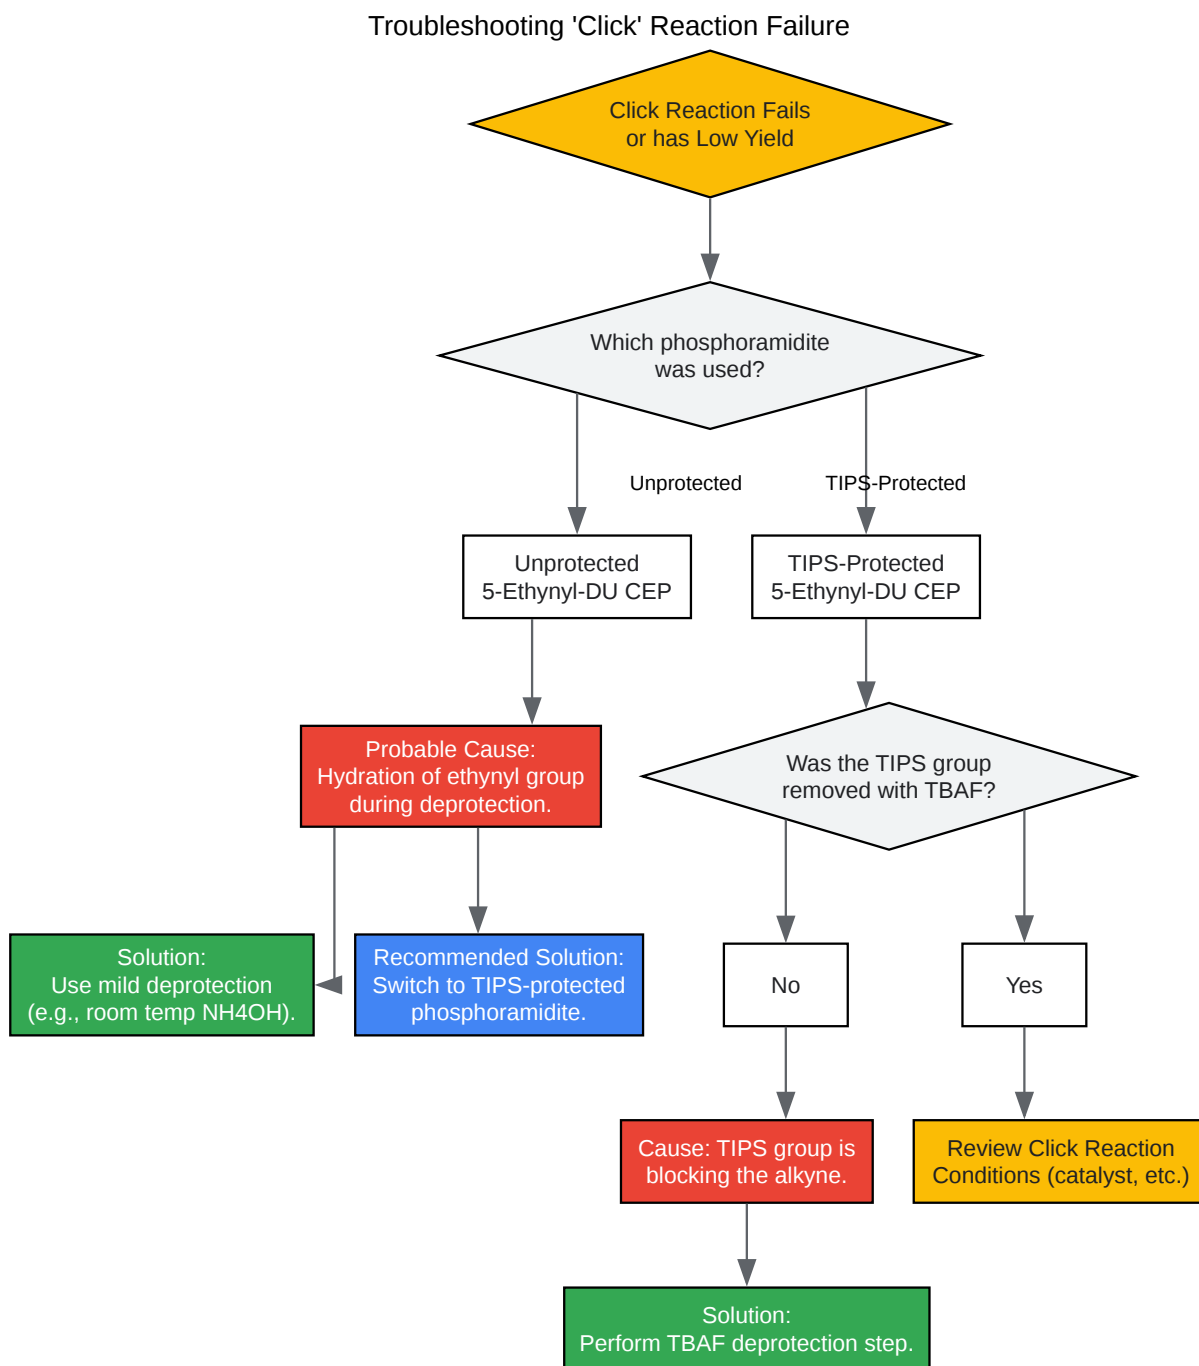 Troubleshooting 'Click' Reaction Failure
Click Reaction Fails
or has Low Yield
Which phosphoramidite
was used?
Unprotected
TIPS-Protected
Unprotected
5-Ethynyl-DU CEP
TIPS-Protected
5-Ethynyl-DU CEP
Probable Cause:
Hydration of ethynyl group
during deprotection.
Was the TIPS group
removed with TBAF?
Solution:
Use mild deprotection
(e.g., room temp NH4OH).
Recommended Solution:
Switch to TIPS-protected
phosphoramidite.
No
Yes
Cause: TIPS group is
blocking the alkyne.
Review Click Reaction
Conditions (catalyst, etc.)
Solution:
Perform TBAF deprotection step.